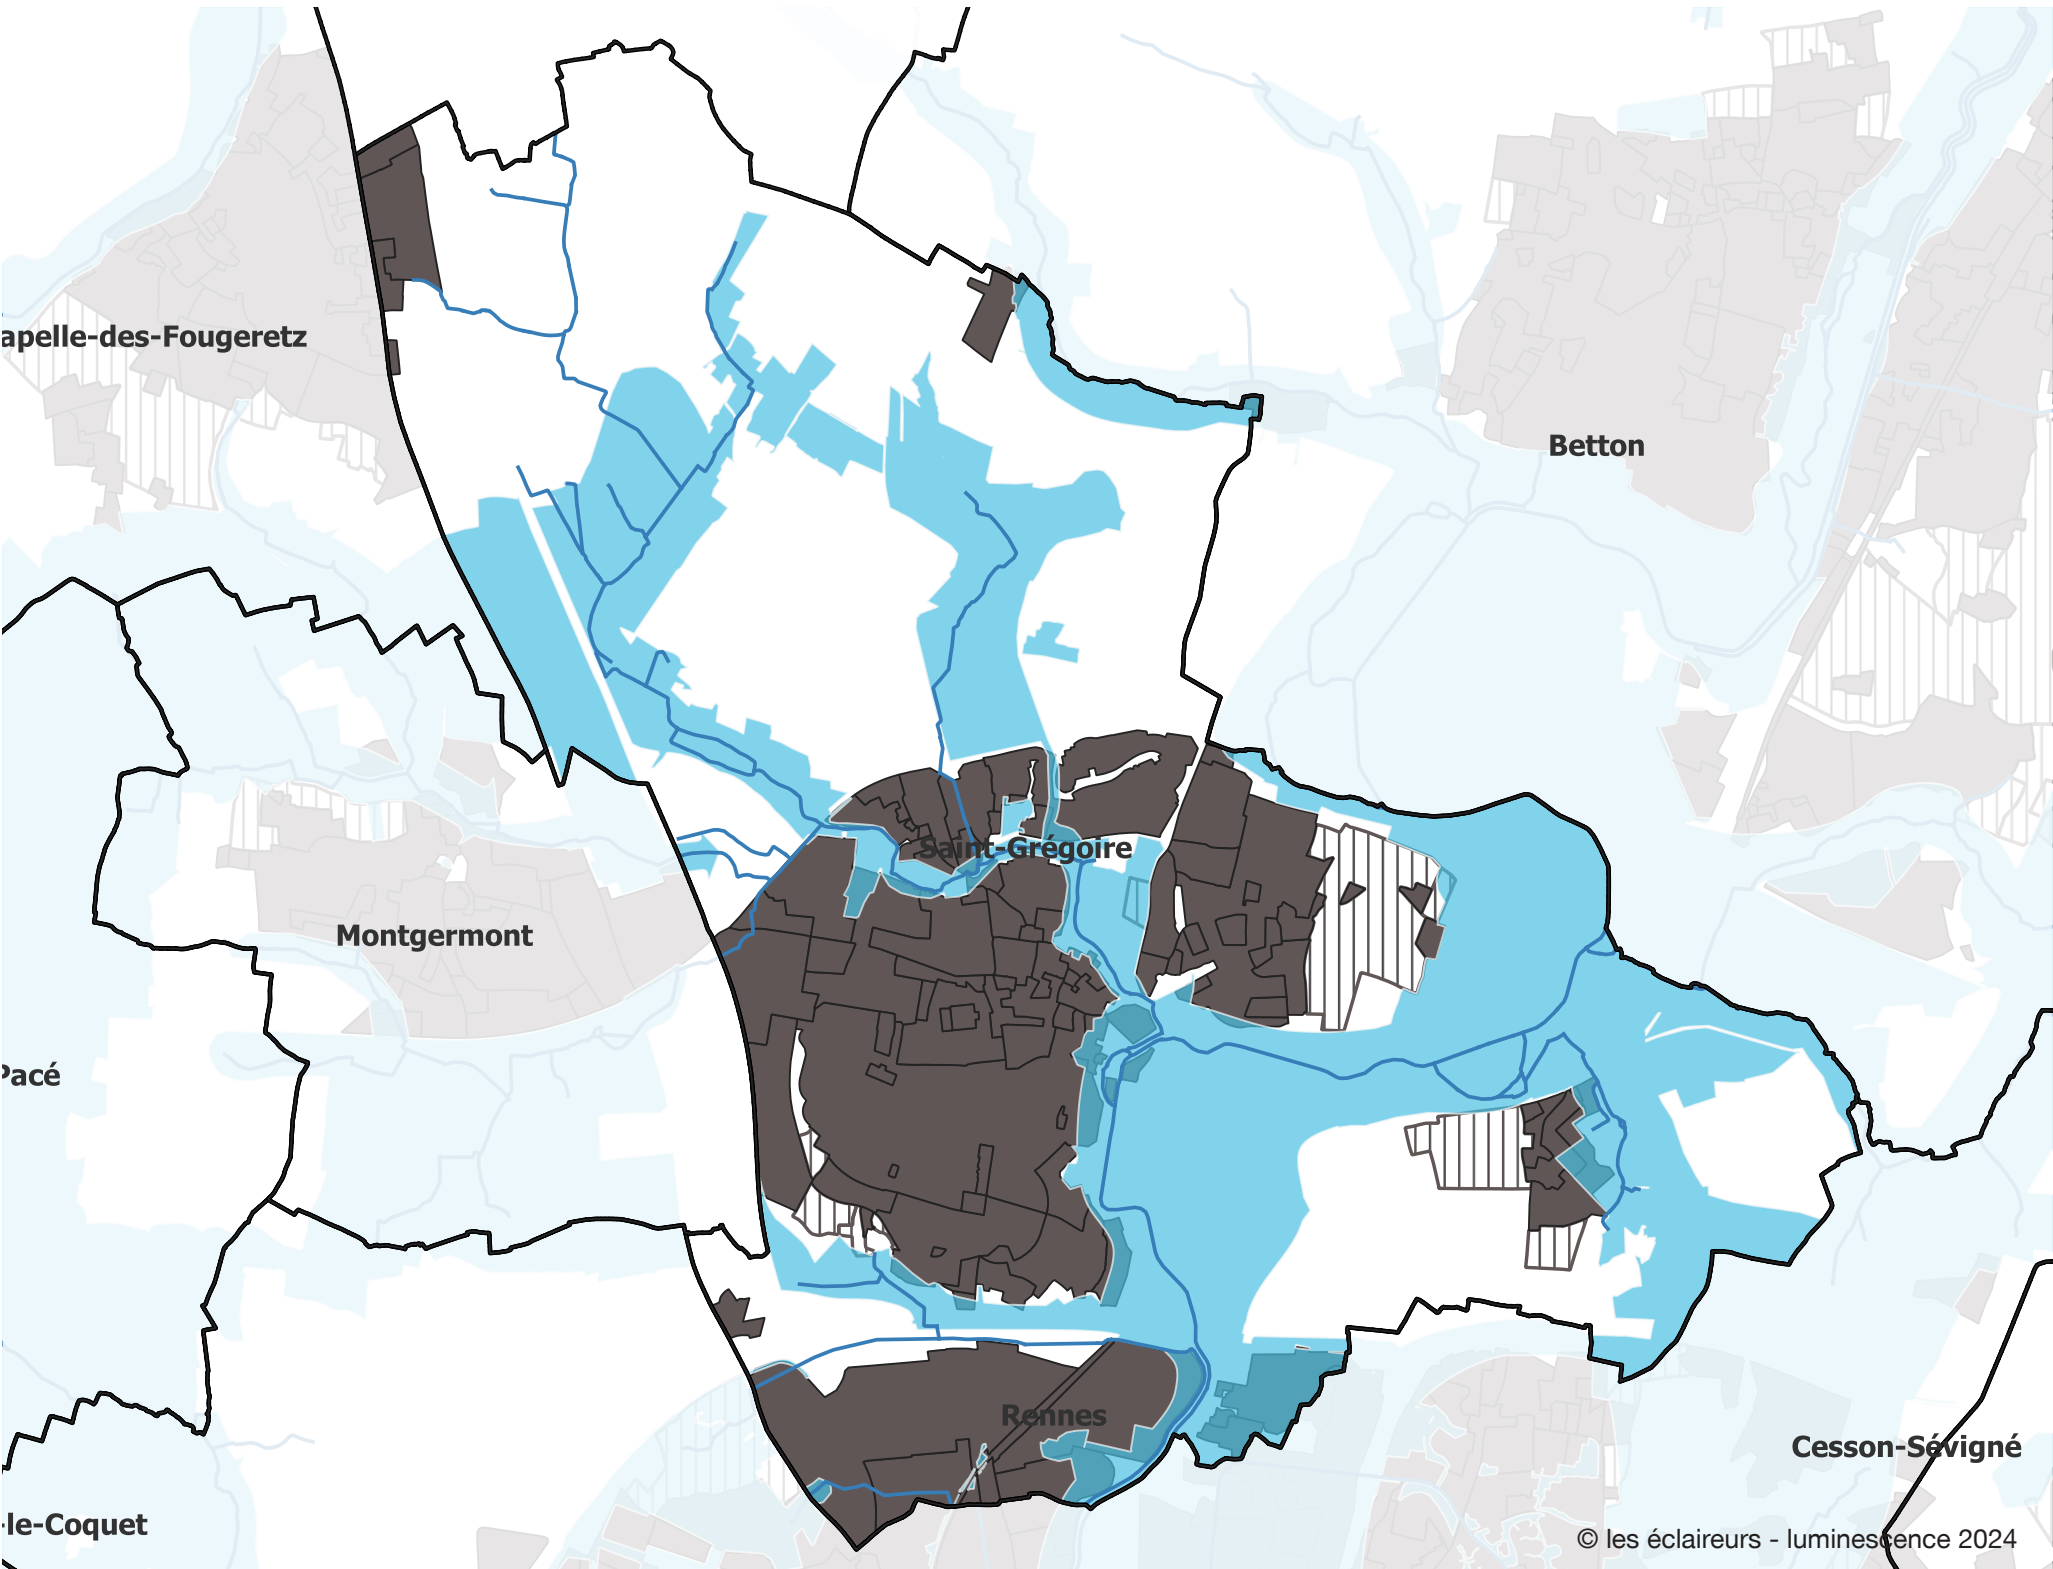 apelle-des-Fougeretz
Betton
Saint-Grégoire
Montgermont
Pacé
Rennes
Cesson-Sévigné
-le-Coquet
© les éclaireurs - luminescence 2024